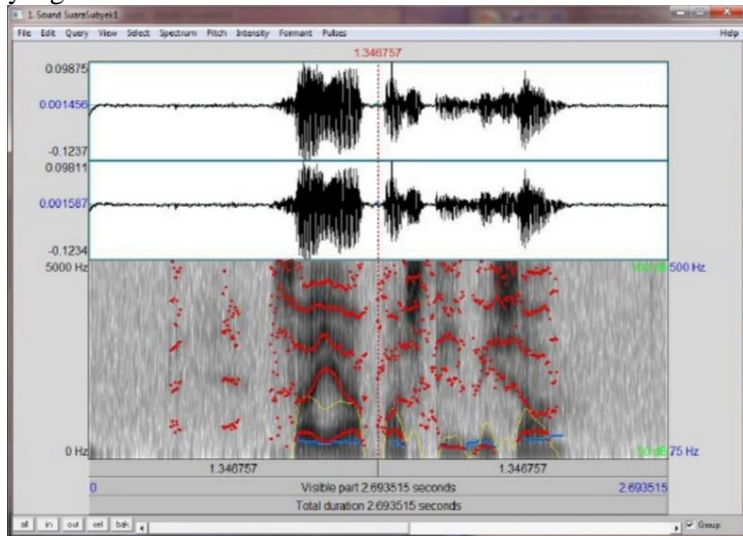 1. Sound SuaraSubyek1
File Edit Query View Select Spectrum Pitch Intensity Formant Pulses Help
1.346757
0.09875
0.001456
-0.1237
0.09811
0.001587
-0.1234
5000 Hz
500 Hz
0 Hz
75 Hz
1.346757 1.346757
0 Visible part 2.693515 seconds 2.693515
Total duration 2.693515 seconds
all in out sel bak Group